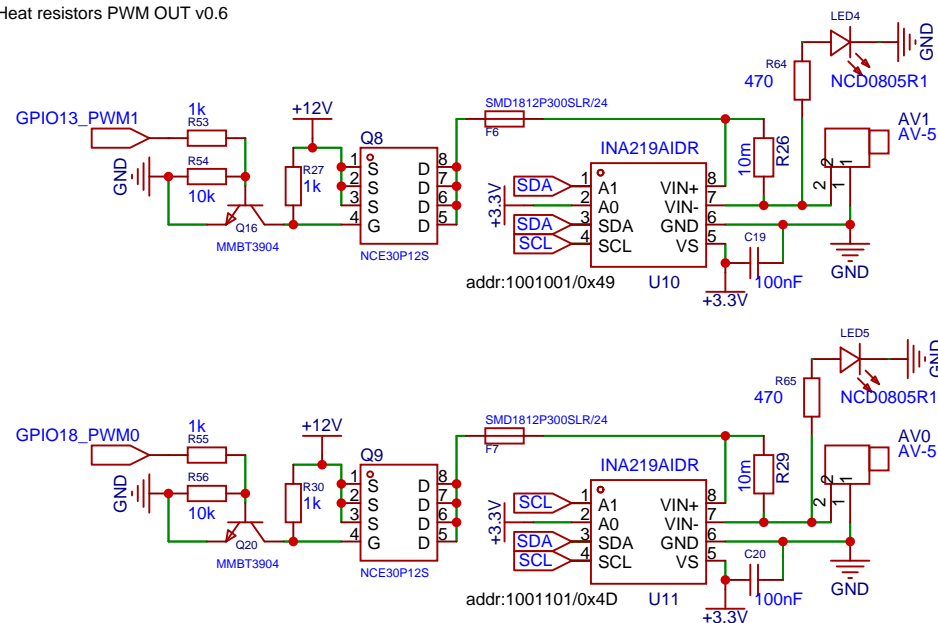 Heat resistors PWM OUT v0.6
LED4
GND
R64
470
NCD0805R1
GPIO13_PWM1
1k
R53
+12V
SMD1812P300SLR/24
F6
AV1
AV-5
Q8
INA219AIDR
GND
R54
10k
R27
1k
1 S D 8
2 S D 7
3 S D 6
4 G D 5
Q16
MMBT3904
NCE30P12S
+3.3V
SDA
SDA
SCL
1 A1 VIN+ 8
2 A0 VIN- 7
3 SDA GND 6
4 SCL VS 5
10m
R26
2 2 1 1
C19
100nF
GND
addr:1001001/0x49
U10
+3.3V
LED5
GND
R65
470
NCD0805R1
GPIO18_PWM0
1k
R55
+12V
SMD1812P300SLR/24
F7
AV0
AV-5
Q9
INA219AIDR
GND
R56
10k
R30
1k
1 S D 8
2 S D 7
3 S D 6
4 G D 5
Q20
MMBT3904
NCE30P12S
+3.3V
SCL
SDA
SCL
1 A1 VIN+ 8
2 A0 VIN- 7
3 SDA GND 6
4 SCL VS 5
10m
R29
2 2 1 1
C20
100nF
GND
addr:1001101/0x4D
U11
+3.3V